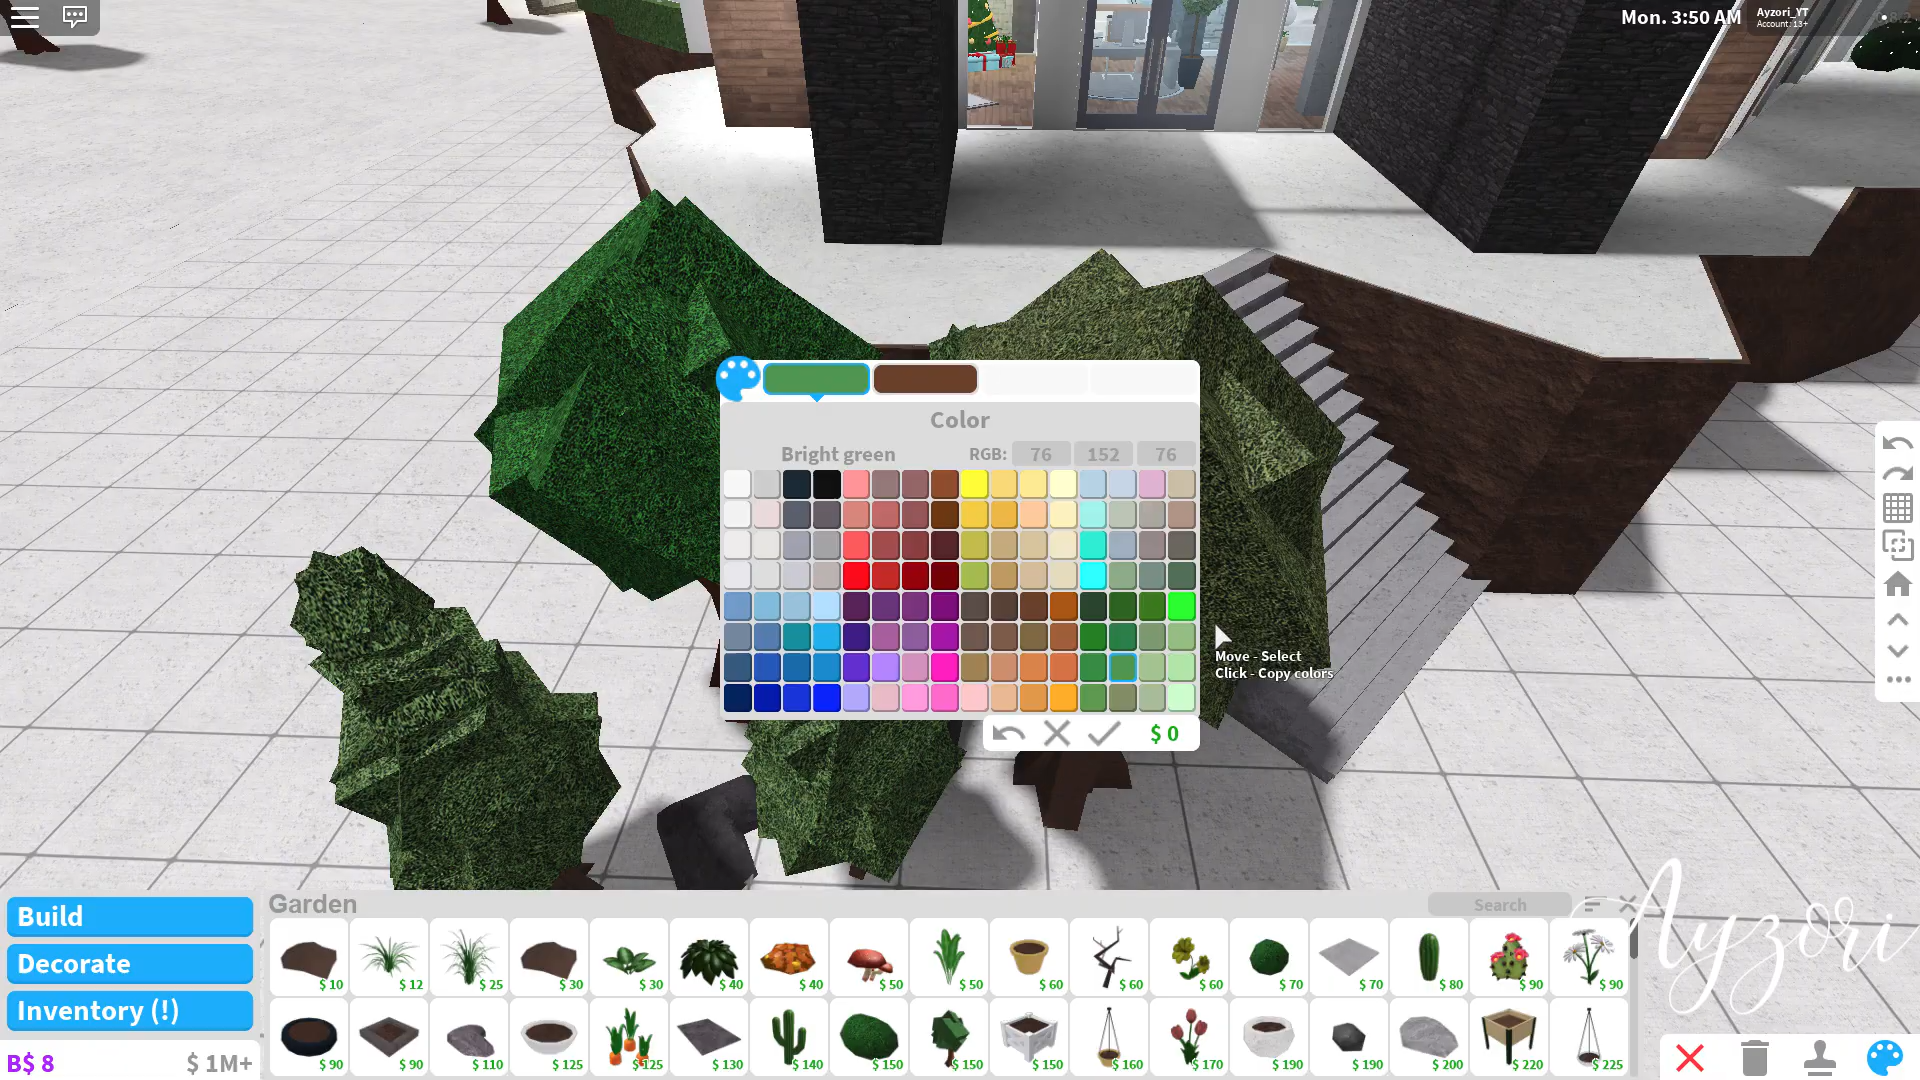 Mon. 3:50 AM
Ayzori_YT
Account: 13+
Color
Bright green RGB: 76 152 76
Move - Select
Click - Copy colors
$ 0
Build
Decorate
Inventory (!)
B$ 8 $ 1M+
Garden Search
$ 10 $ 12 $ 25 $ 30 $ 30 $ 40 $ 40 $ 50 $ 50 $ 60 $ 60 $ 60 $ 70 $ 70 $ 80 $ 90 $ 90
$ 90 $ 90 $ 110 $ 125 $ 125 $ 130 $ 140 $ 150 $ 150 $ 150 $ 160 $ 170 $ 190 $ 190 $ 200 $ 220 $ 225
Ayzori